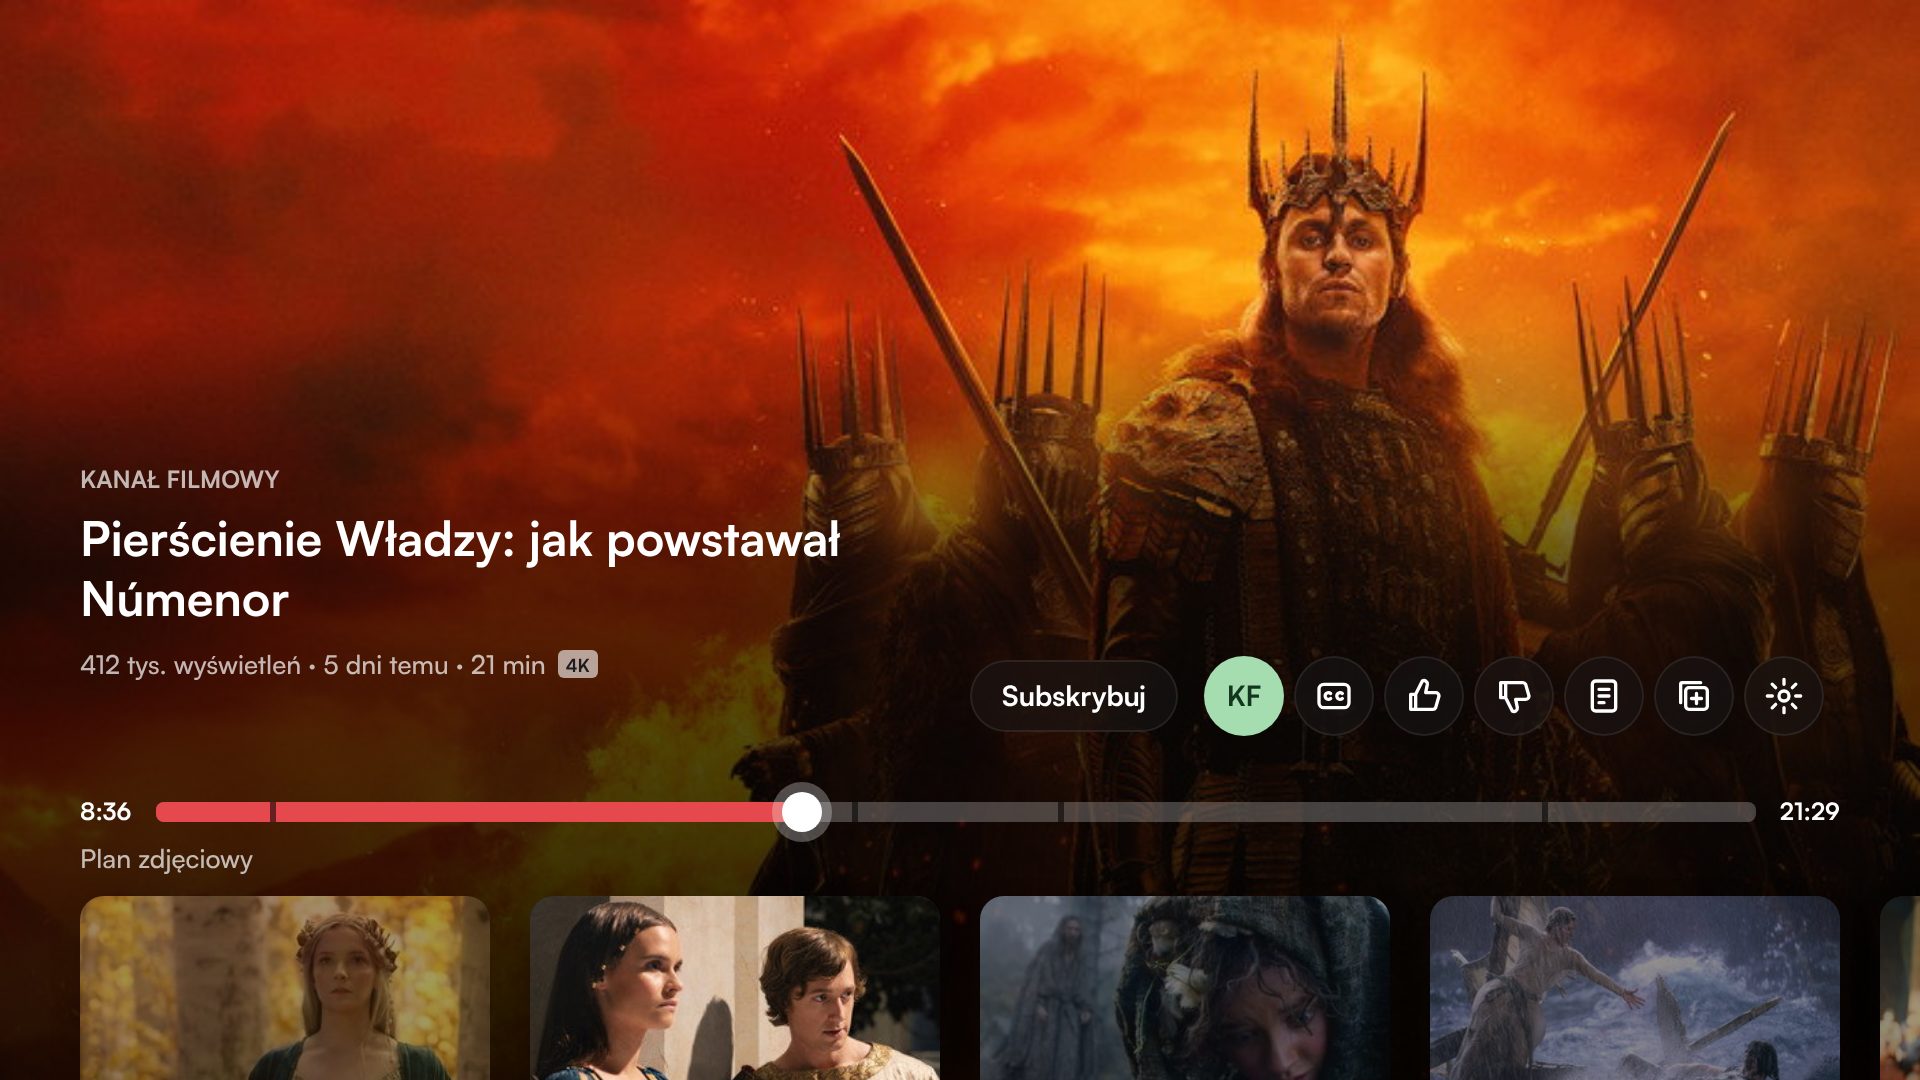 KANAŁ FILMOWY
Pierścienie Władzy: jak powstawał
Númenor
412 tys. wyświetleń · 5 dni temu · 21 min 4K
Subskrybuj KF CC
8:36 21:29
Plan zdjęciowy